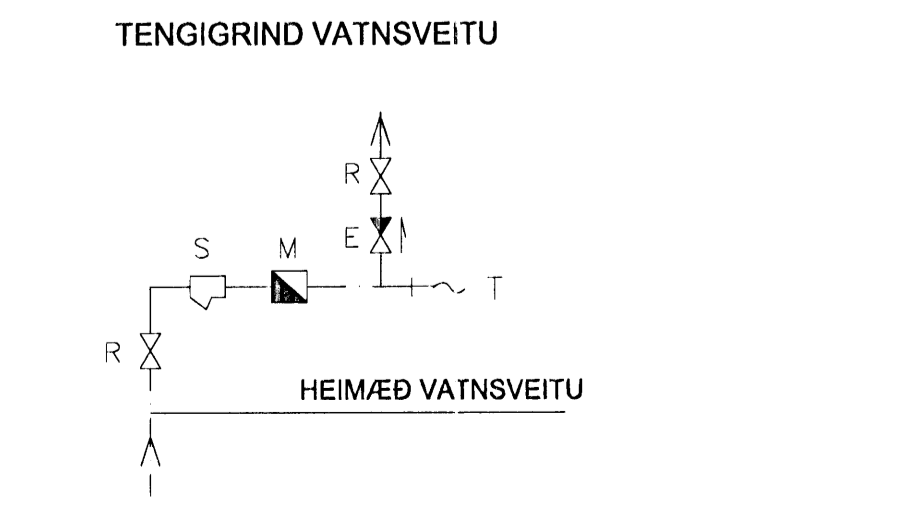 TENGIGRIND VATNSVEITU
R
E
S M
T
R
HEIMÆÐ VATNSVEITU